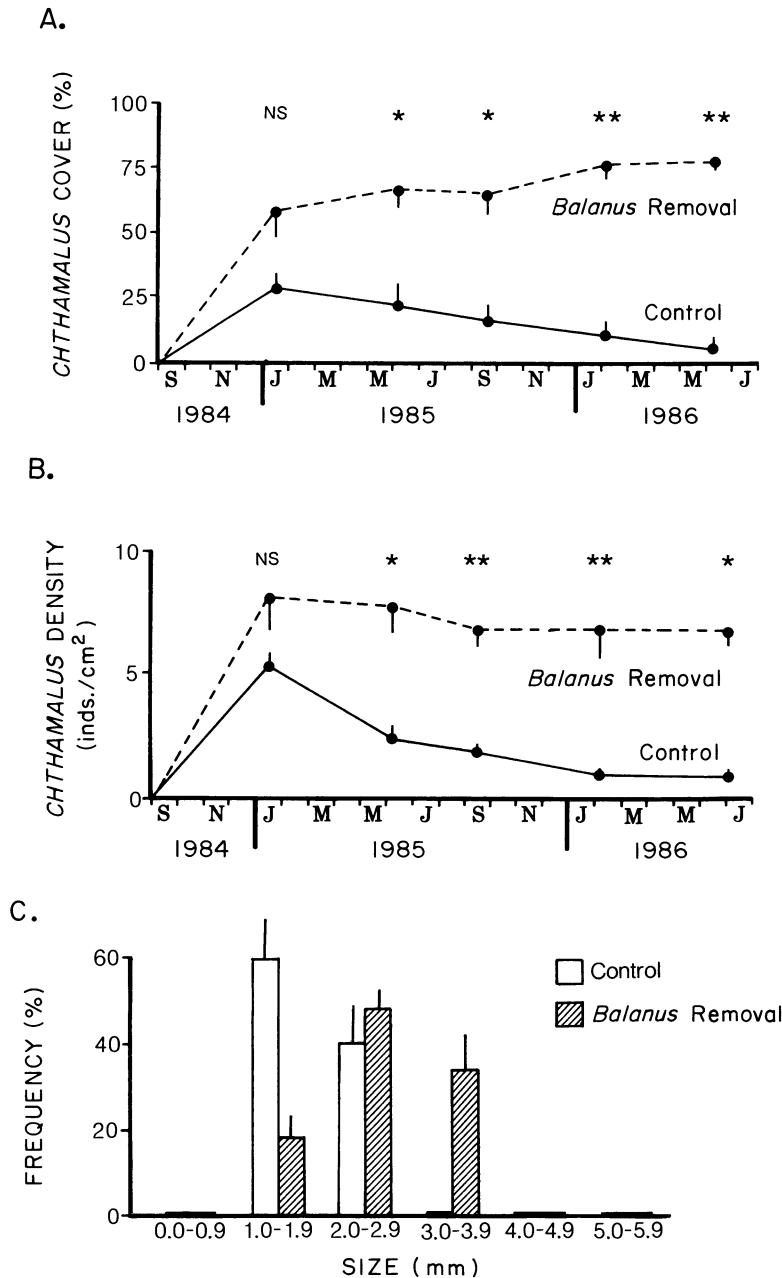 A.
CHTHAMALUS COVER (%)
100
75
50
25
0
NS * * ** **
Balanus Removal
Control
S N J M M J S N J M M J
1984 1985 1986
B.
CHTHAMALUS DENSITY
(inds./cm²)
10
5
0
NS * ** ** *
Balanus Removal
Control
S N J M M J S N J M M J
1984 1985 1986
C.
FREQUENCY (%)
60
40
20
0
Control
Balanus Removal
0.0-0.9 1.0-1.9 2.0-2.9 3.0-3.9 4.0-4.9 5.0-5.9
SIZE (mm)